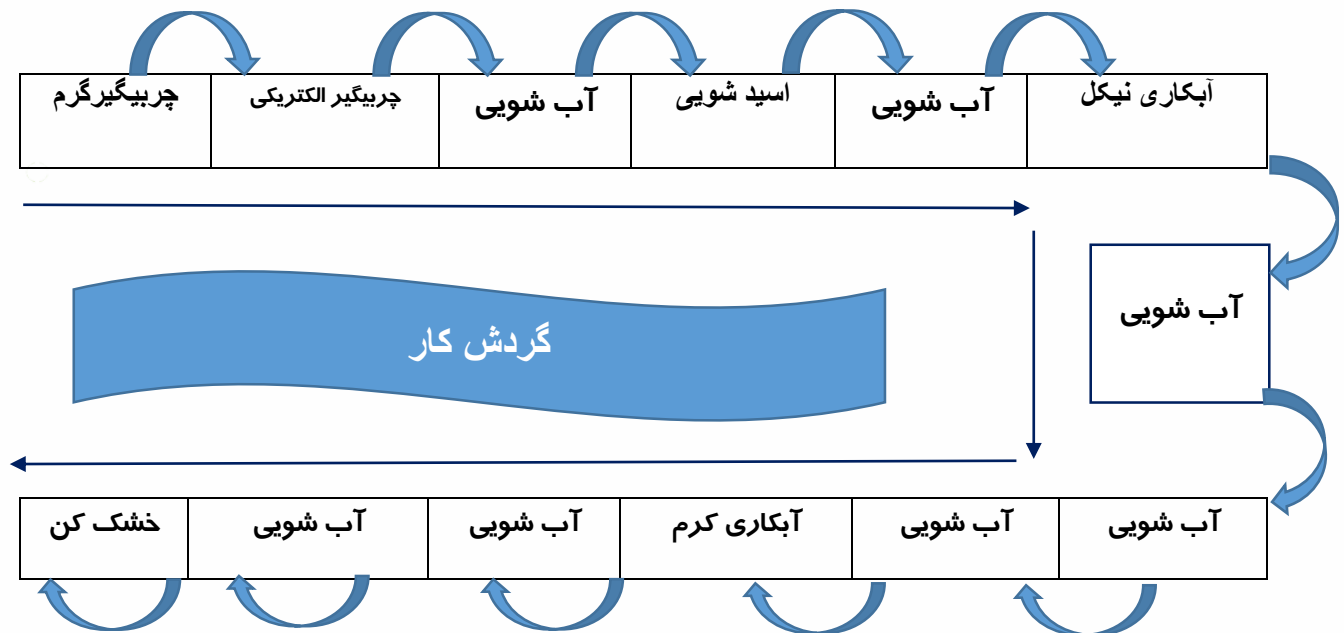 چربیگیرگرم
چربیگیر الکتریکی
آب شویی
اسید شویی
آب شویی
آبکاری نیکل
آب شویی
گردش کار
آب شویی
آب شویی
آبکاری کرم
آب شویی
آب شویی
خشک کن